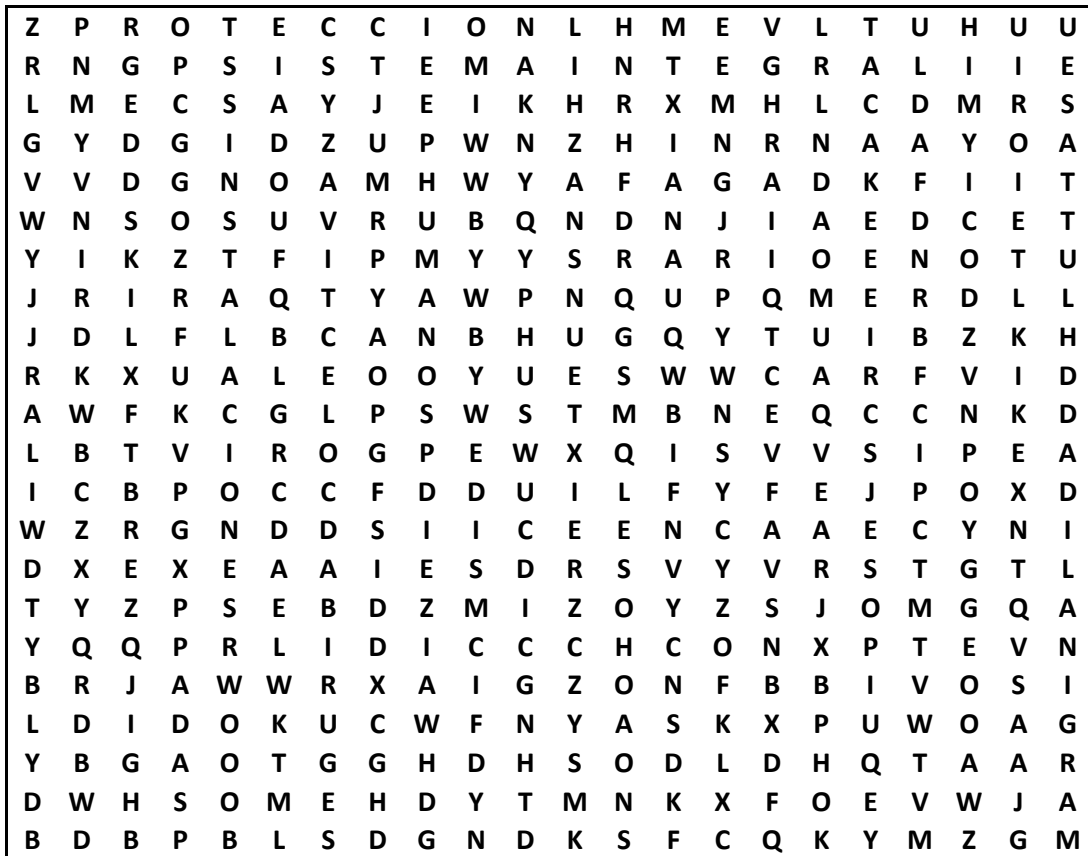 Z P R O T E C C I O N L H M E V L T U H U U
R N G P S I S T E M A I N T E G R A L I I E
L M E C S A Y J E I K H R X M H L C D M R S
G Y D G I D Z U P W N Z H I N R N A A Y O A
V V D G N O A M H W Y A F A G A D K F I I T
W N S O S U V R U B Q N D N J I A E D C E T
Y I K Z T F I P M Y Y S R A R I O E N O T U
J R I R A Q T Y A W P N Q U P Q M E R D L L
J D L F L B C A N B H U G Q Y T U I B Z K H
R K X U A L E O O Y U E S W W C A R F V I D
A W F K C G L P S W S T M B N E Q C C N K D
L B T V I R O G P E W X Q I S V V S I P E A
I C B P O C C F D D U I L F Y F E J P O X D
W Z R G N D D S I I C E E N C A A E C Y N I
D X E X E A A I E S D R S V Y V R S T G T L
T Y Z P S E B D Z M I Z O Y Z S J O M G Q A
Y Q Q P R L I D I C C C H C O N X P T E V N
B R J A W W R X A I G Z O N F B B I V O S I
L D I D O K U C W F N Y A S K X P U W O A G
Y B G A O T G G H D H S O D L D H Q T A A R
D W H S O M E H D Y T M N K X F O E V W J A
B D B P B L S D G N D K S F C Q K Y M Z G M